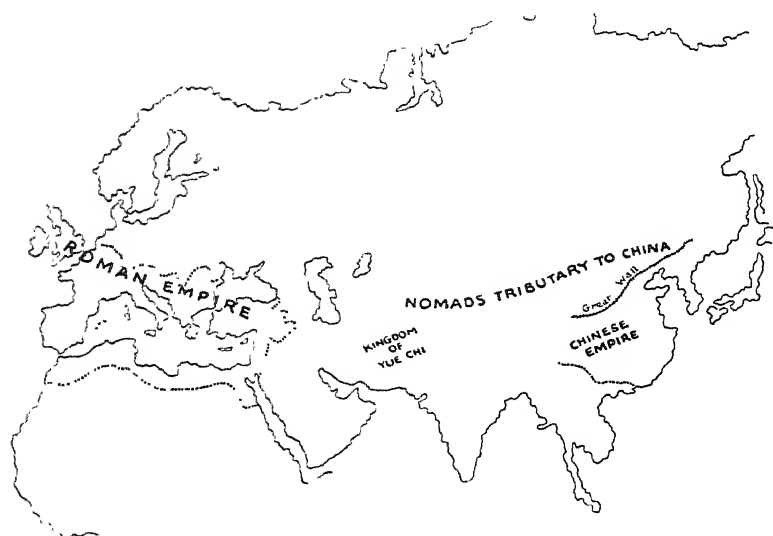 ROMAN EMPIRE
NOMADS TRIBUTARY TO CHINA
Great Wall
KINGDOM
OF
YUE CHI
CHINESE
EMPIRE